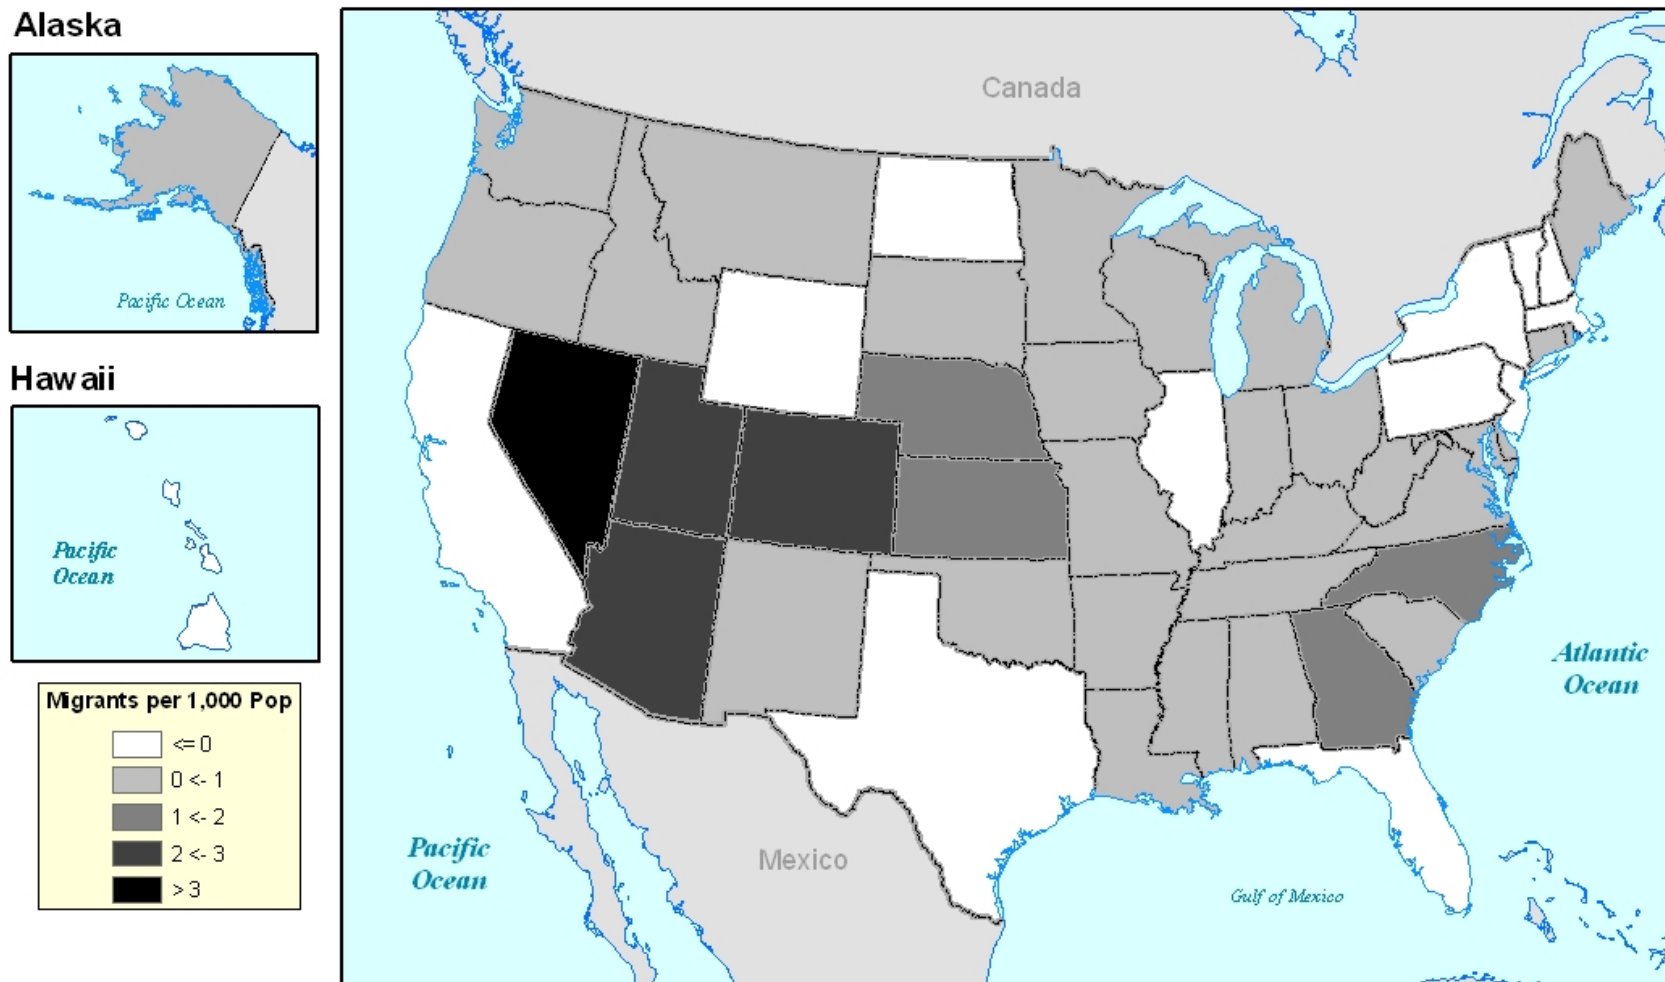 Alaska
Pacific Ocean
Hawaii
Pacific
Ocean
Migrants per 1,000 Pop
<= 0
0 <- 1
1 <- 2
2 <- 3
> 3
Canada
Atlantic
Ocean
Pacific
Ocean
Mexico
Gulf of Mexico